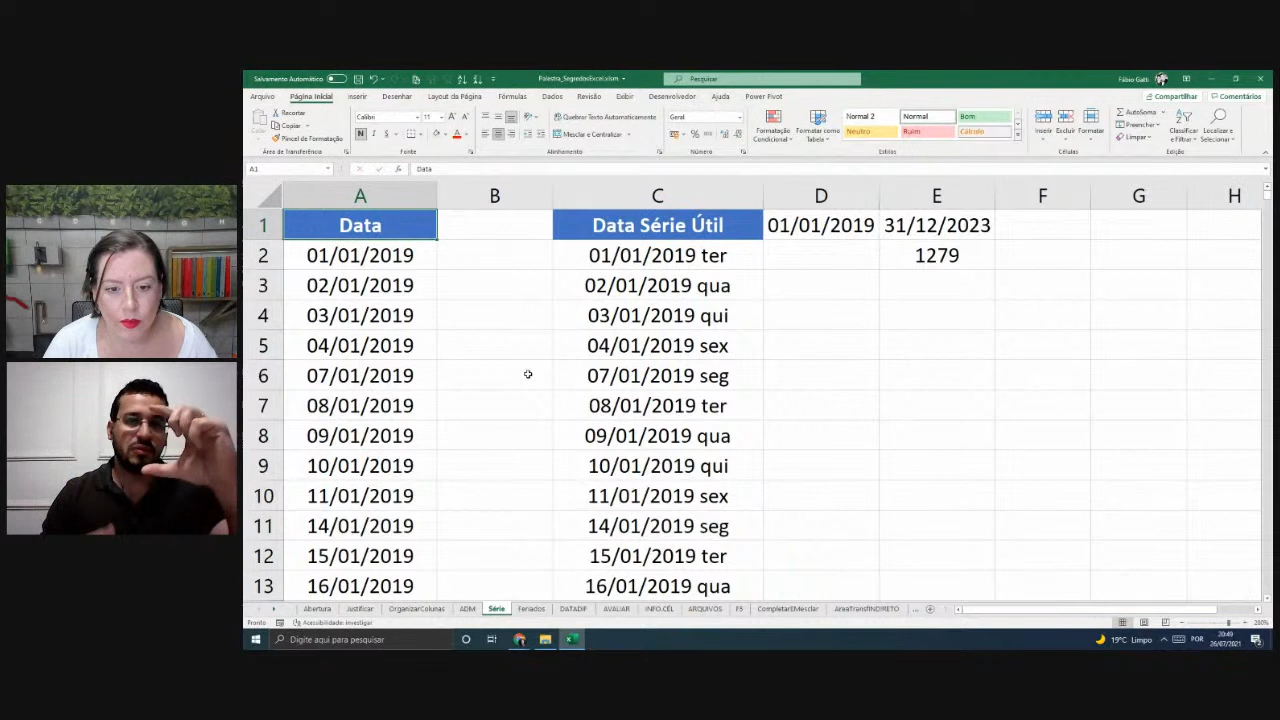 Salvamento Automático
Palestra_SegredosExcel.xlsm
Pesquisar
Fábio Gatti
Arquivo Página Inicial Inserir Desenhar Layout da Página Fórmulas Dados Revisão Exibir Desenvolvedor Ajuda Power Pivot
Compartilhar Comentários
Recortar
Copiar
Pincel de Formatação
Área de Transferência
Calibri 11
N I S
Fonte
Quebrar Texto Automaticamente
Mesclar e Centralizar
Alinhamento
Geral
Número
Formatação Condicional
Formatar como Tabela
Normal 2 Normal Bom
Neutro Ruim Cálculo
Estilos
Inserir Excluir Formatar
Células
AutoSoma
Preencher
Limpar
Classificar e Filtrar
Localizar e Selecionar
Edição
A1 fx Data
A B C D E F G H
1 Data Data Série Útil 01/01/2019 31/12/2023
2 01/01/2019 01/01/2019 ter 1279
3 02/01/2019 02/01/2019 qua
4 03/01/2019 03/01/2019 qui
5 04/01/2019 04/01/2019 sex
6 07/01/2019 07/01/2019 seg
7 08/01/2019 08/01/2019 ter
8 09/01/2019 09/01/2019 qua
9 10/01/2019 10/01/2019 qui
10 11/01/2019 11/01/2019 sex
11 14/01/2019 14/01/2019 seg
12 15/01/2019 15/01/2019 ter
13 16/01/2019 16/01/2019 qua
Abertura Justificar OrganizarColunas ADM Série Feriados DATADIF AVALIAR INFO.CÉL ARQUIVOS F5 CompletarEMesclar AreaTransfINDIRETO ...
Pronto Acessibilidade: investigar
200%
Digite aqui para pesquisar
19°C Limpo
POR
20:49
26/07/2021